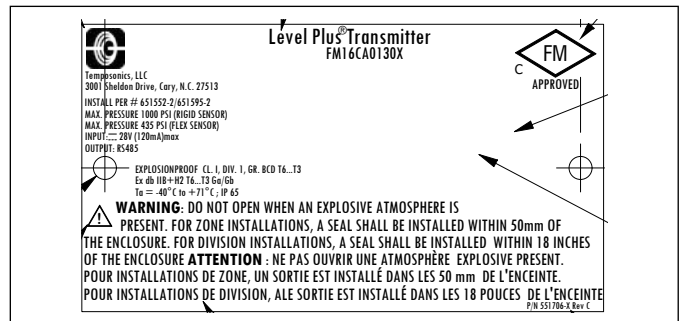 Level Plus® Transmitter
FM16CA0130X
FM
C
APPROVED
Temposonics, LLC
3001 Sheldon Drive, Cary, N.C. 27513
INSTALL PER # 651552-2/651595-2
MAX. PRESSURE 1000 PSI (RIGID SENSOR)
MAX. PRESSURE 435 PSI (FLEX SENSOR)
INPUT: ⎓ 28V (120mA)max
OUTPUT: RS485
EXPLOSIONPROOF CL. I, DIV. 1, GR. BCD T6...T3
Ex db IIB+H2 T6...T3 Ga/Gb
Ta = -40°C to +71°C ; IP 65
WARNING: DO NOT OPEN WHEN AN EXPLOSIVE ATMOSPHERE IS
PRESENT. FOR ZONE INSTALLATIONS, A SEAL SHALL BE INSTALLED WITHIN 50mm OF
THE ENCLOSURE. FOR DIVISION INSTALLATIONS, A SEAL SHALL BE INSTALLED WITHIN 18 INCHES
OF THE ENCLOSURE ATTENTION : NE PAS OUVRIR UNE ATMOSPHÈRE EXPLOSIVE PRESENT.
POUR INSTALLATIONS DE ZONE, UN SORTIE EST INSTALLÉ DANS LES 50 mm DE L'ENCEINTE.
POUR INSTALLATIONS DE DIVISION, ALE SORTIE EST INSTALLÉ DANS LES 18 POUCES DE L'ENCEINTE
P/N 551706-X Rev C